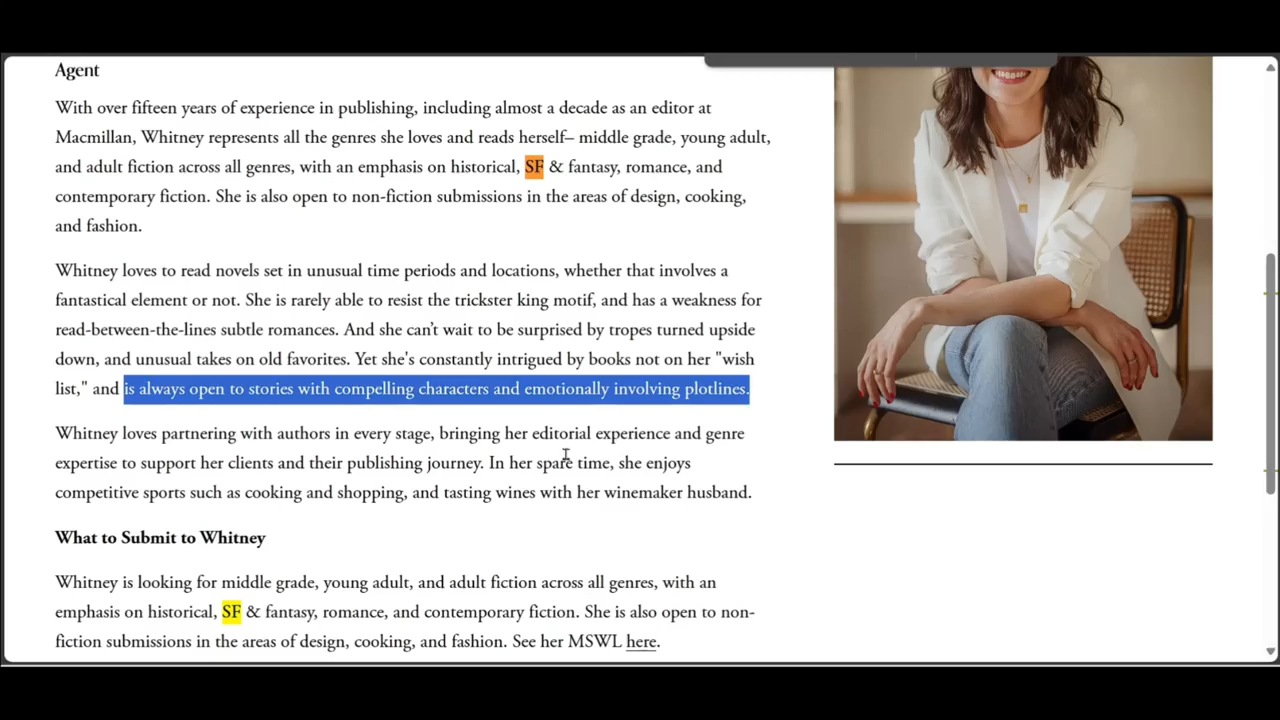 Agent
With over fifteen years of experience in publishing, including almost a decade as an editor at
Macmillan, Whitney represents all the genres she loves and reads herself– middle grade, young adult,
and adult fiction across all genres, with an emphasis on historical, SF & fantasy, romance, and
contemporary fiction. She is also open to non-fiction submissions in the areas of design, cooking,
and fashion.
Whitney loves to read novels set in unusual time periods and locations, whether that involves a
fantastical element or not. She is rarely able to resist the trickster king motif, and has a weakness for
read-between-the-lines subtle romances. And she can't wait to be surprised by tropes turned upside
down, and unusual takes on old favorites. Yet she's constantly intrigued by books not on her "wish
list," and is always open to stories with compelling characters and emotionally involving plotlines.
Whitney loves partnering with authors in every stage, bringing her editorial experience and genre
expertise to support her clients and their publishing journey. In her spare time, she enjoys
competitive sports such as cooking and shopping, and tasting wines with her winemaker husband.
What to Submit to Whitney
Whitney is looking for middle grade, young adult, and adult fiction across all genres, with an
emphasis on historical, SF & fantasy, romance, and contemporary fiction. She is also open to non-
fiction submissions in the areas of design, cooking, and fashion. See her MSWL here.